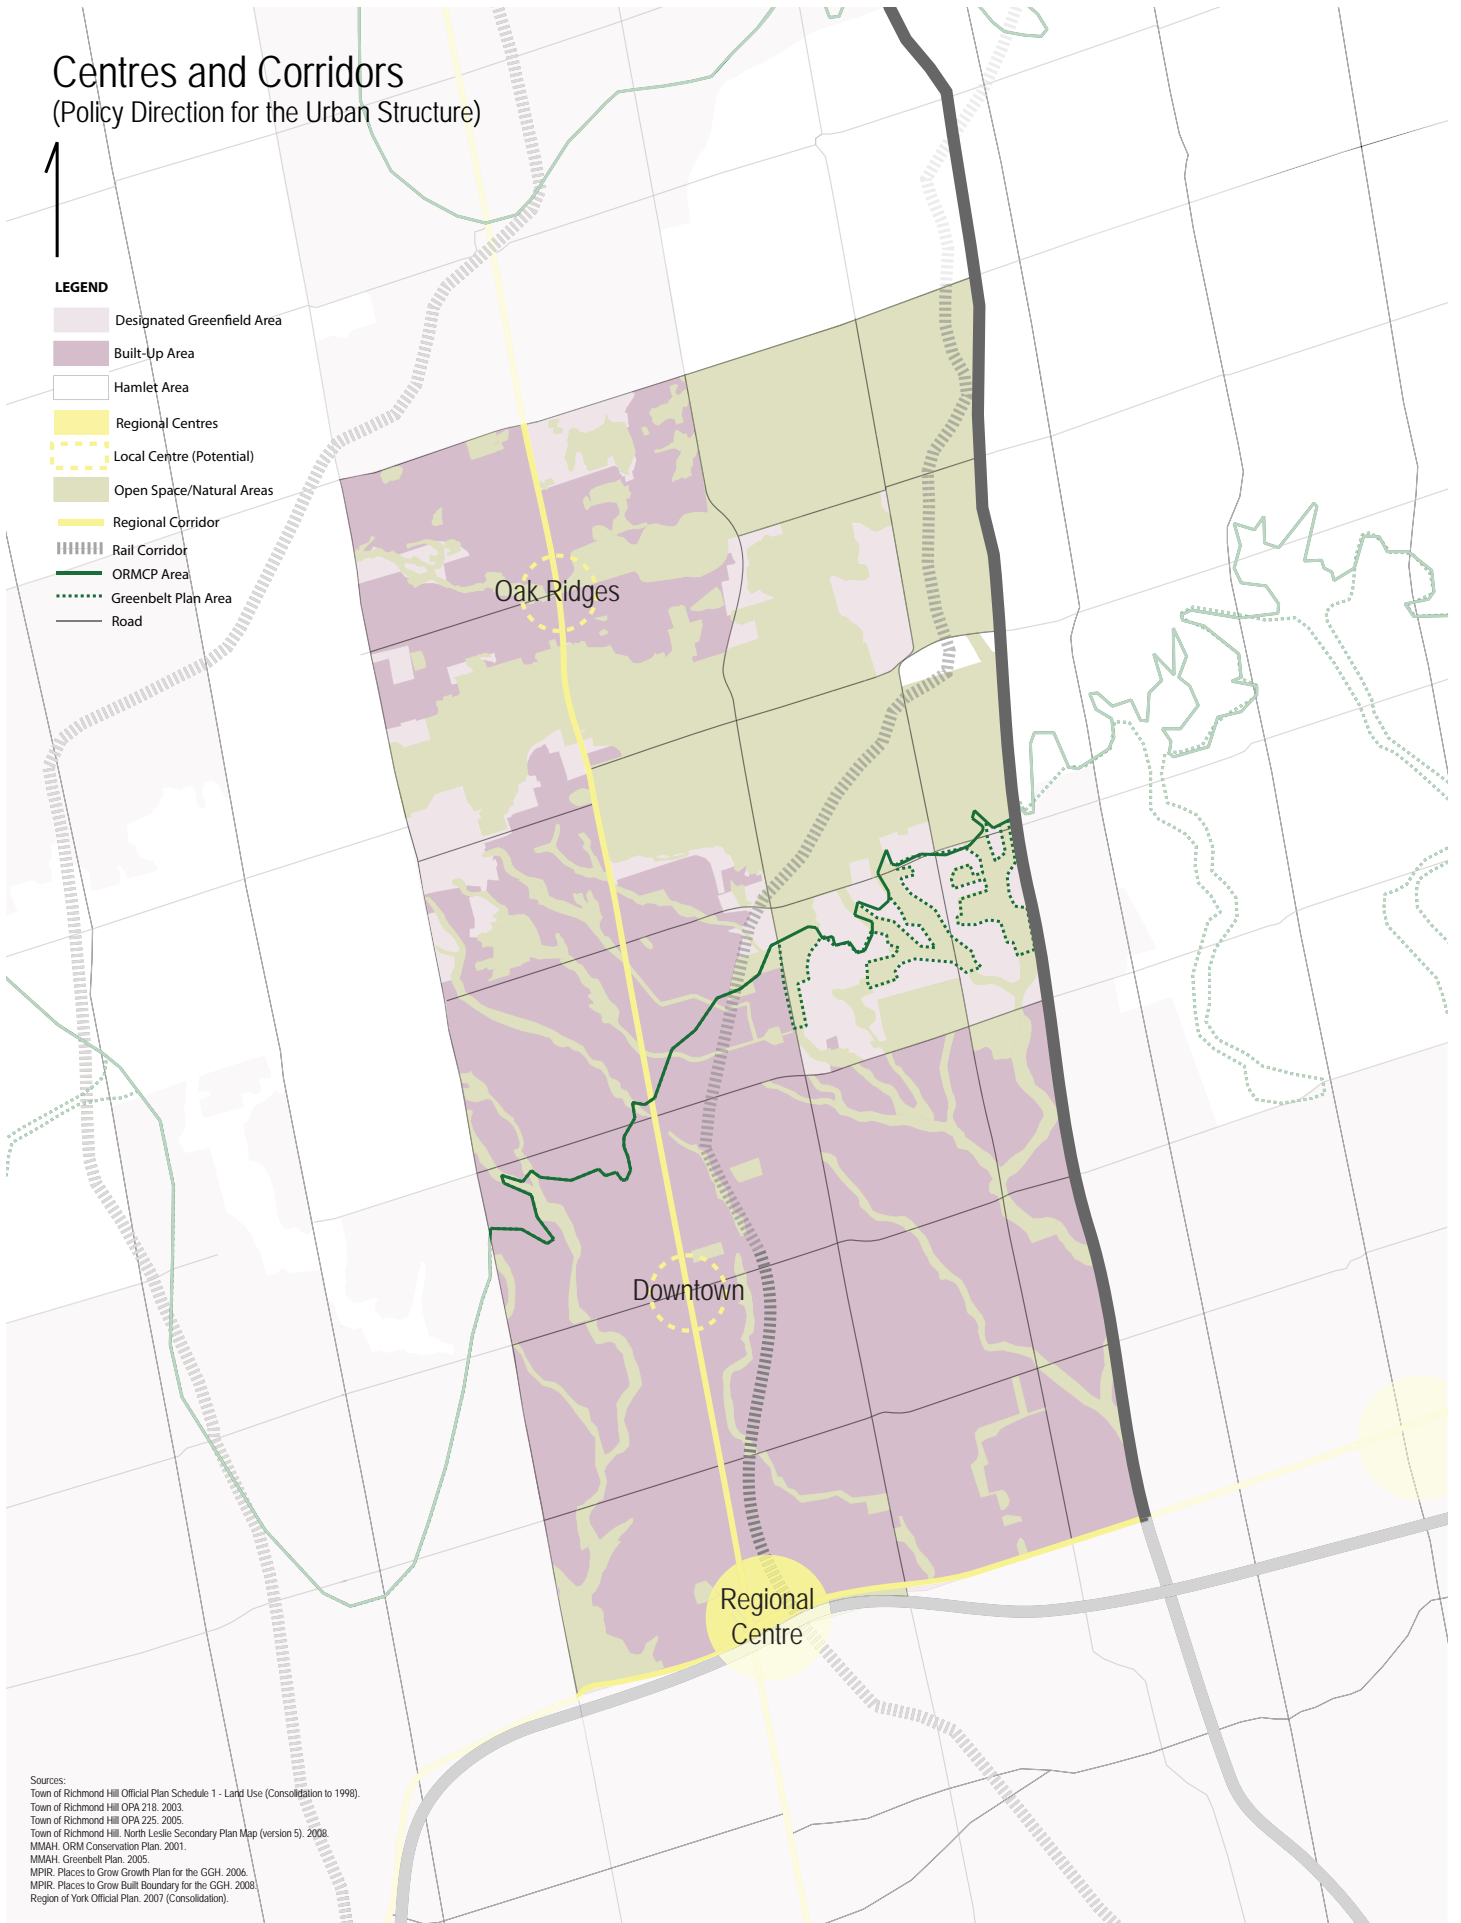 Centres and Corridors
(Policy Direction for the Urban Structure)
LEGEND
Designated Greenfield Area
Built-Up Area
Hamlet Area
Regional Centres
Local Centre (Potential)
Open Space/Natural Areas
Regional Corridor
Rail Corridor
ORMCP Area
Greenbelt Plan Area
Road
Oak Ridges
Downtown
Regional
Centre
Sources:
Town of Richmond Hill Official Plan Schedule 1 - Land Use (Consolidation to 1998).
Town of Richmond Hill OPA 218. 2003.
Town of Richmond Hill OPA 225. 2005.
Town of Richmond Hill. North Leslie Secondary Plan Map (version 5). 2008.
MMAH. ORM Conservation Plan. 2001.
MMAH. Greenbelt Plan. 2005.
MPIR. Places to Grow Growth Plan for the GGH. 2006.
MPIR. Places to Grow Built Boundary for the GGH. 2008.
Region of York Official Plan. 2007 (Consolidation).